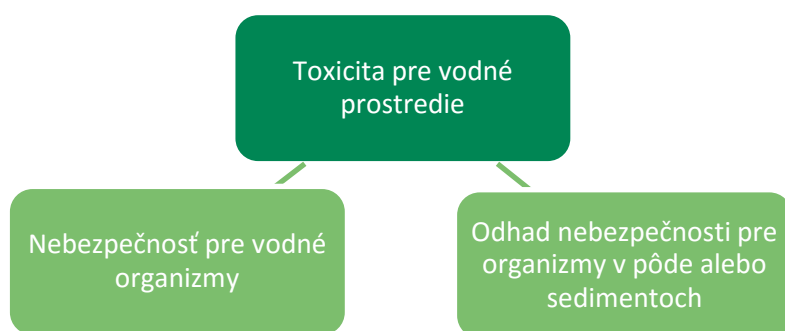 Toxicita pre vodné
prostredie
Nebezpečnosť pre vodné
organizmy
Odhad nebezpečnosti pre
organizmy v pôde alebo
sedimentoch